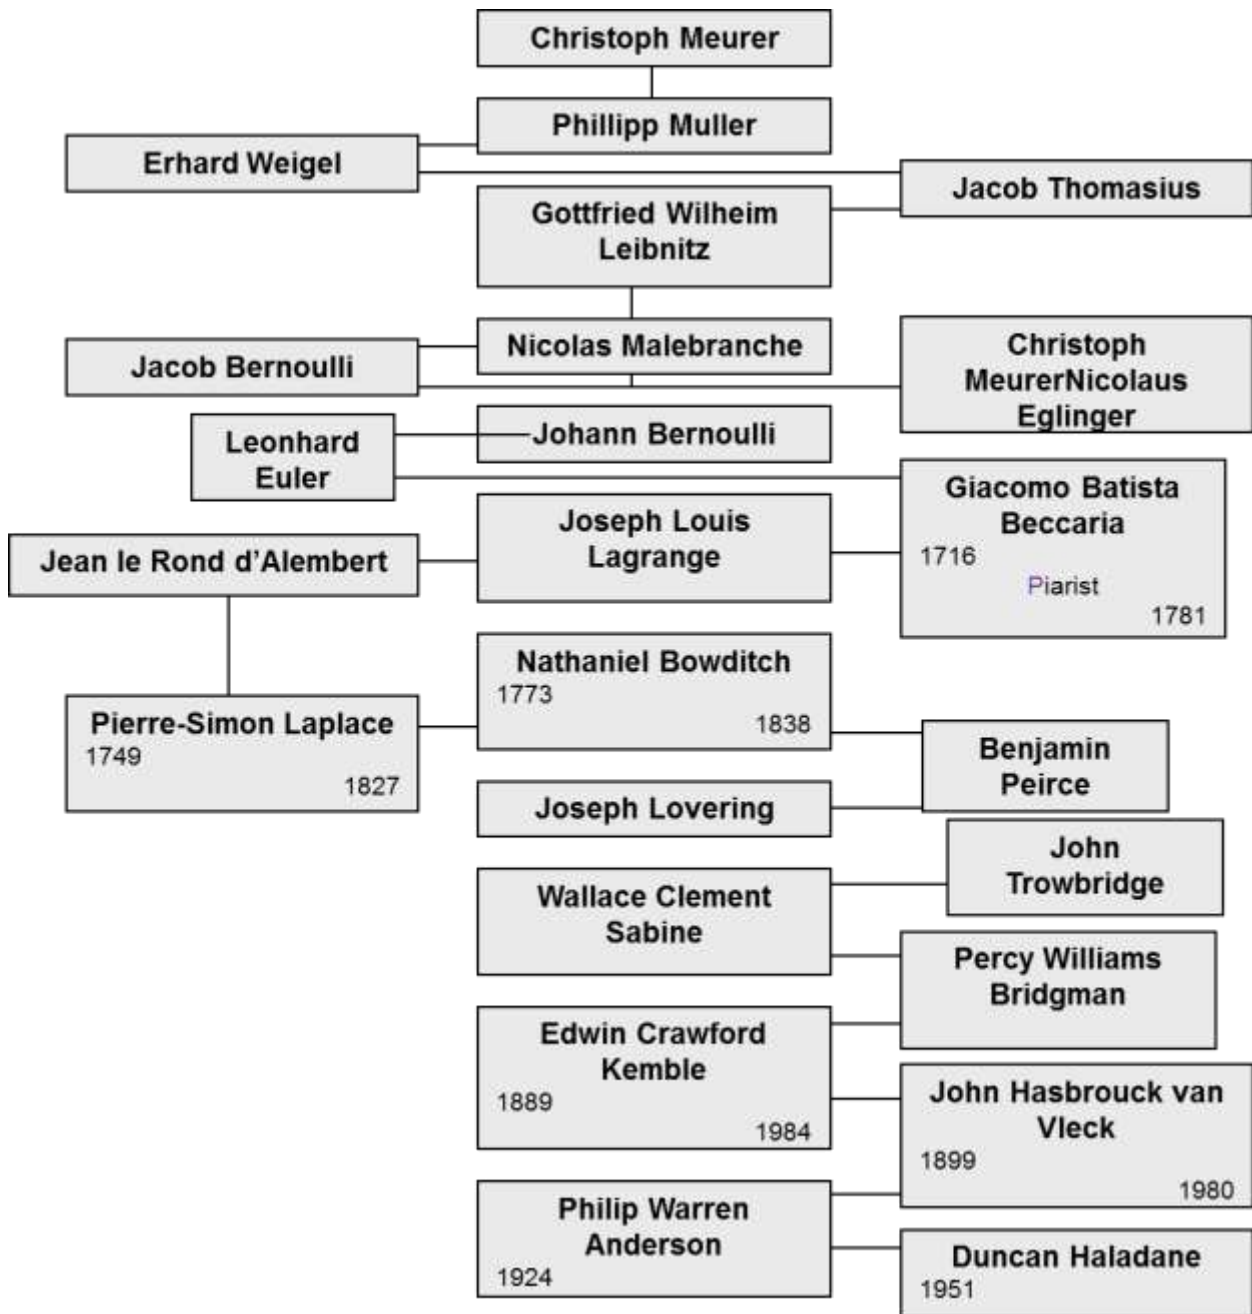 Christoph Meurer
Phillipp Muller
Erhard Weigel
Jacob Thomasius
Gottfried Wilheim
Leibnitz
Nicolas Malebranche
Jacob Bernoulli
Christoph
MeurerNicolaus
Eglinger
Johann Bernoulli
Leonhard
Euler
Giacomo Batista
Beccaria
1716
Piarist
1781
Joseph Louis
Lagrange
Jean le Rond d’Alembert
Nathaniel Bowditch
1773
1838
Pierre-Simon Laplace
1749
1827
Benjamin
Peirce
Joseph Lovering
John
Trowbridge
Wallace Clement
Sabine
Percy Williams
Bridgman
Edwin Crawford
Kemble
1889
1984
John Hasbrouck van
Vleck
1899
1980
Philip Warren
Anderson
1924
Duncan Haladane
1951